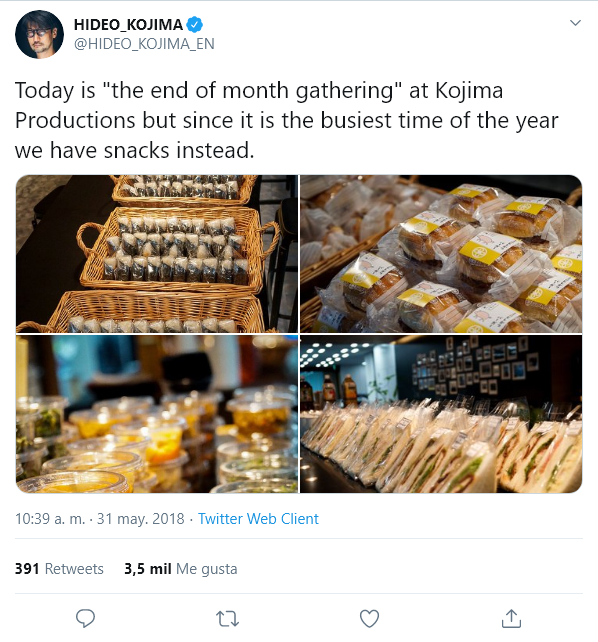 HIDEO_KOJIMA
@HIDEO_KOJIMA_EN
Today is "the end of month gathering" at Kojima
Productions but since it is the busiest time of the year
we have snacks instead.
10:39 a. m. · 31 may. 2018 · Twitter Web Client
391 Retweets 3,5 mil Me gusta